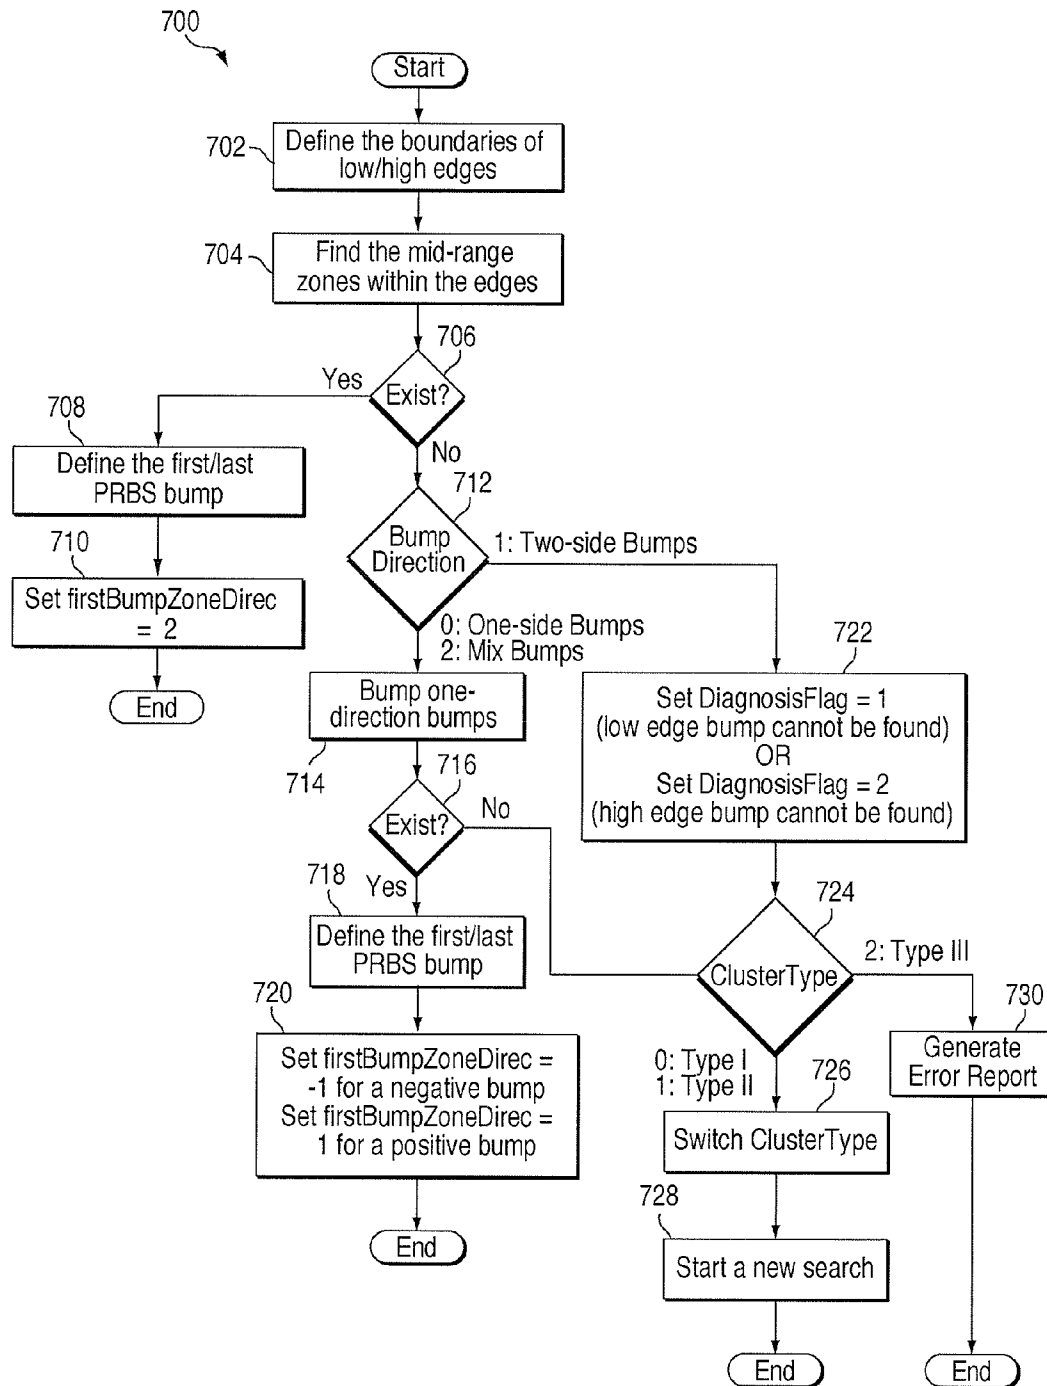 700
Start
702
Define the boundaries of
low/high edges
704
Find the mid-range
zones within the edges
706
Exist?
Yes
No
708
Define the first/last
PRBS bump
710
Set firstBumpZoneDirec
= 2
End
712
Bump
Direction
1: Two-side Bumps
0: One-side Bumps
2: Mix Bumps
714
Bump one-
direction bumps
716
Exist?
No
Yes
718
Define the first/last
PRBS bump
720
Set firstBumpZoneDirec =
-1 for a negative bump
Set firstBumpZoneDirec =
1 for a positive bump
End
722
Set DiagnosisFlag = 1
(low edge bump cannot be found)
OR
Set DiagnosisFlag = 2
(high edge bump cannot be found)
724
ClusterType
2: Type III
0: Type I
1: Type II
726
Switch ClusterType
728
Start a new search
End
730
Generate
Error Report
End